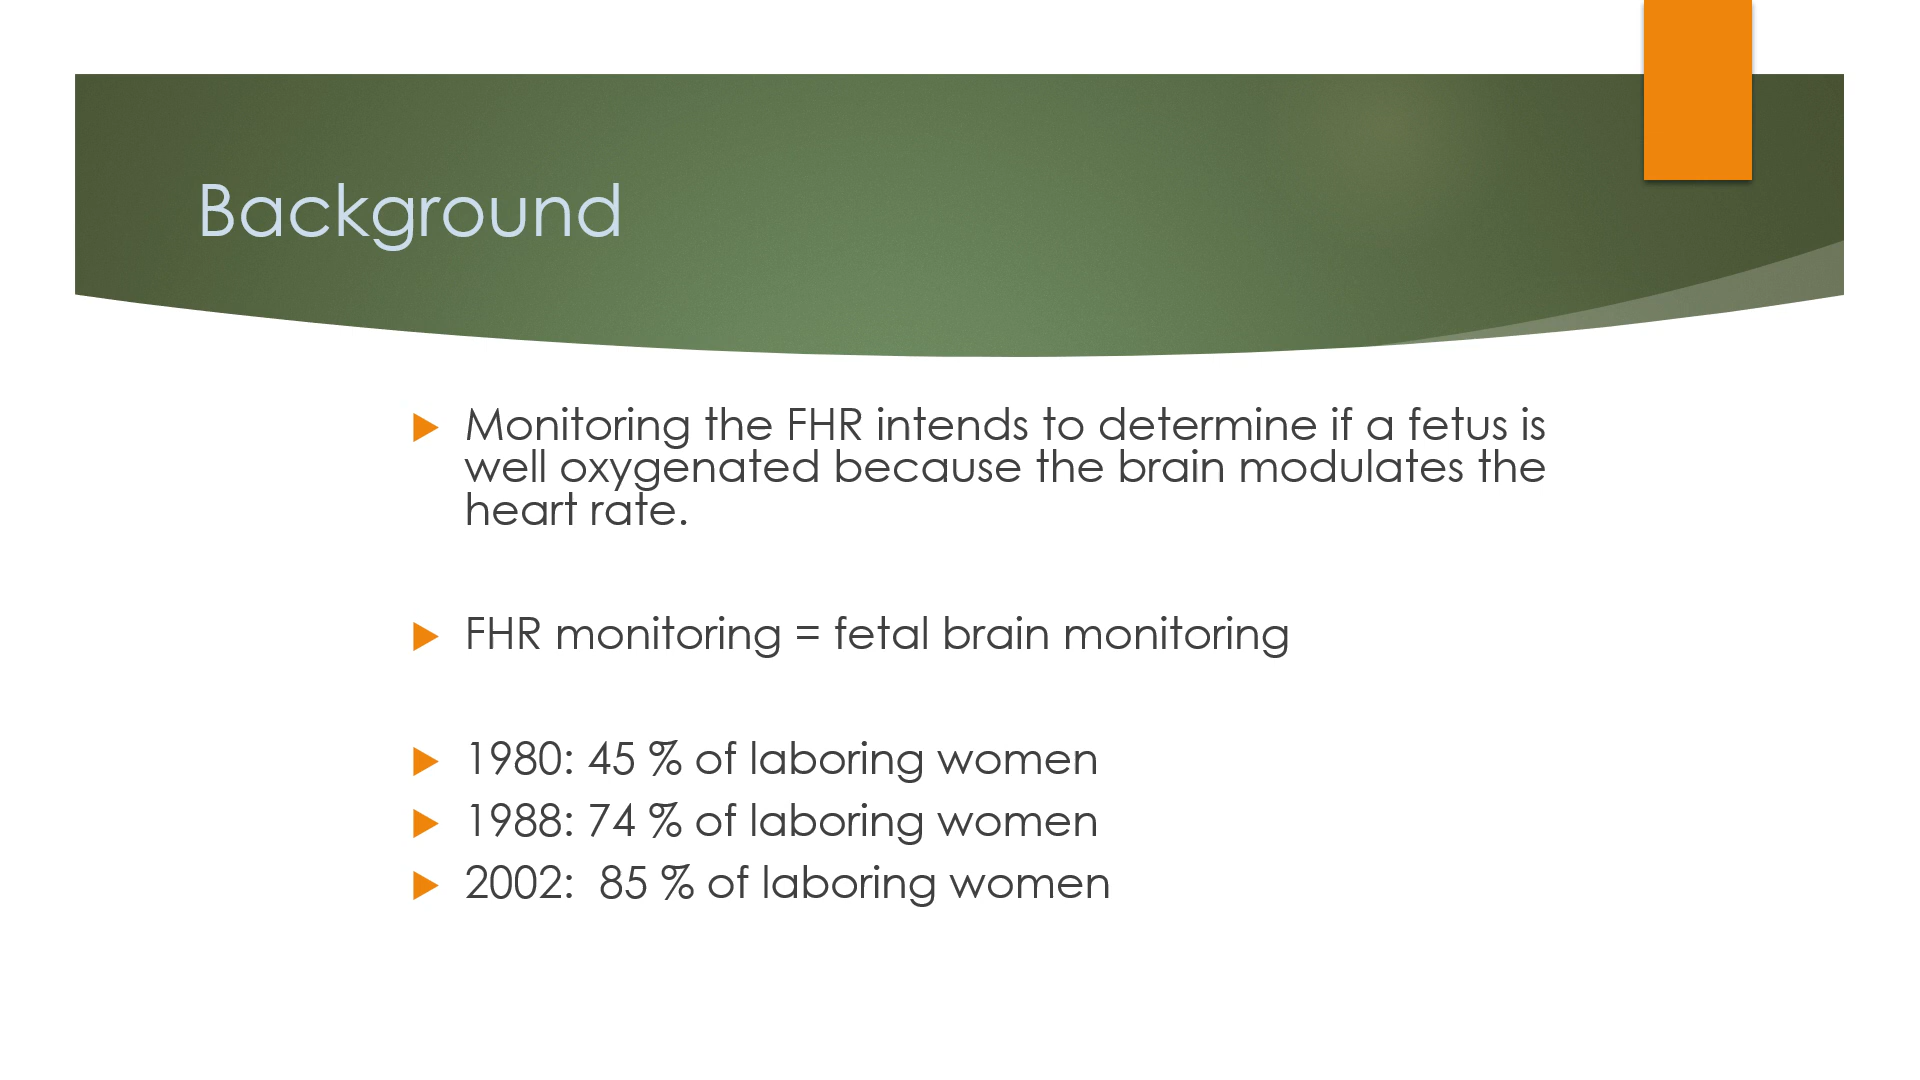 Background
Monitoring the FHR intends to determine if a fetus is
well oxygenated because the brain modulates the
heart rate.
FHR monitoring = fetal brain monitoring
1980: 45 % of laboring women
1988: 74 % of laboring women
2002:  85 % of laboring women